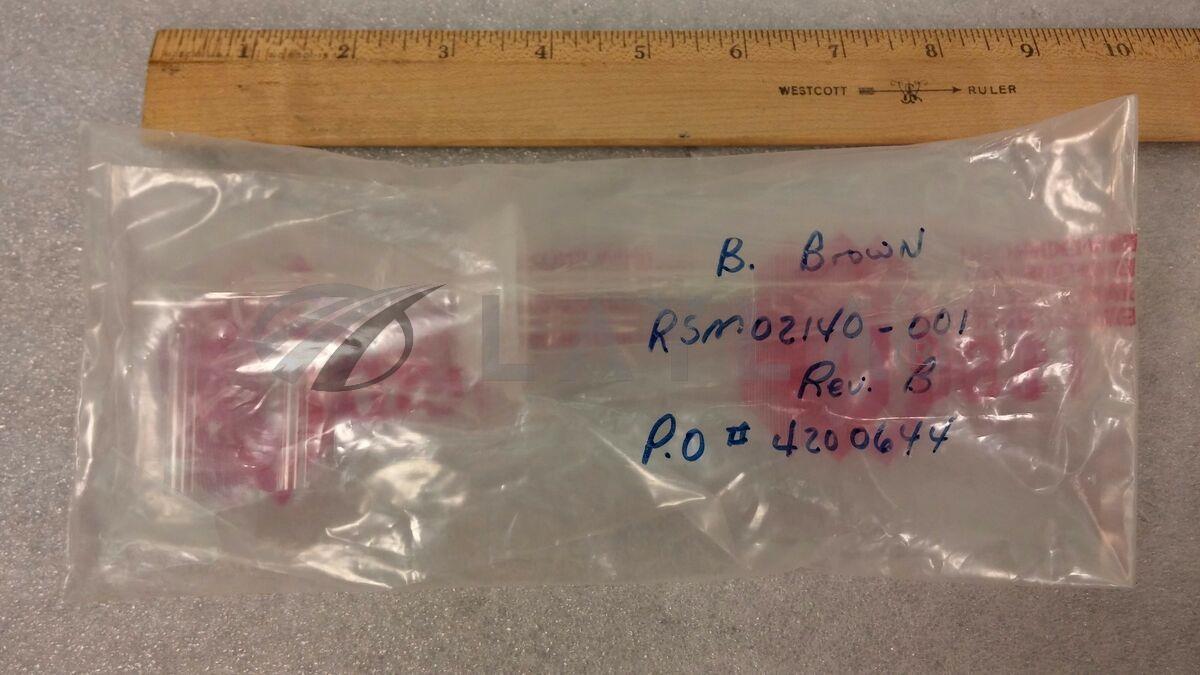 1 2 3 4 5 6 7 8 9 10
WESTCOTT RULER
B. Brown
RSM02140-001
Rev. B
P.O # 4200644